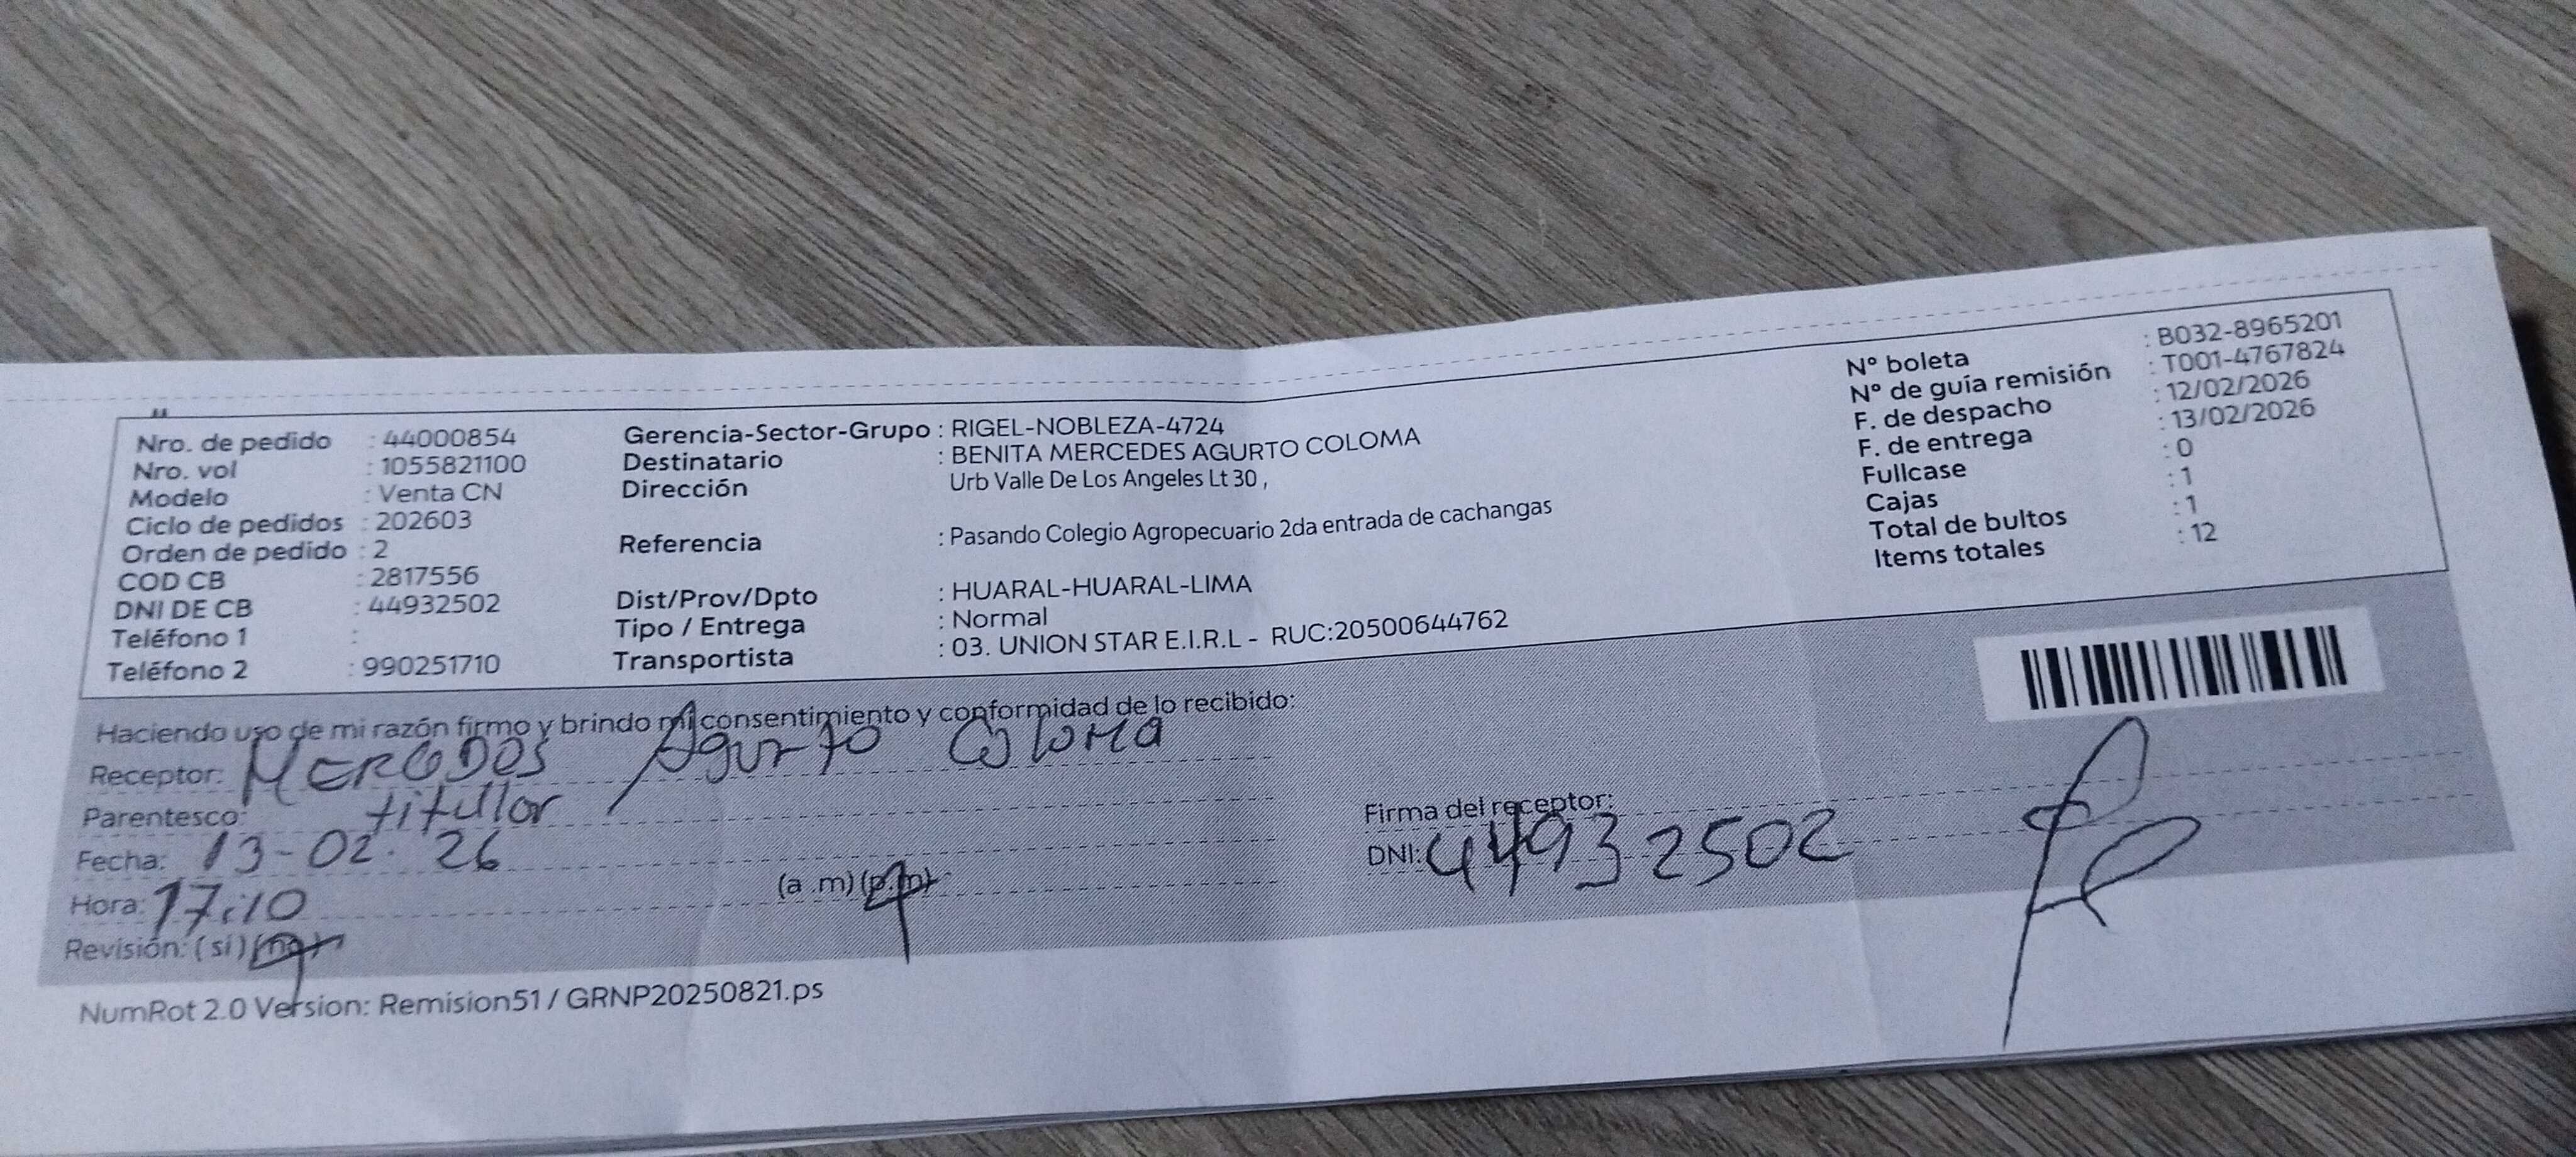 Nro. de pedido : 44000854
Nro. vol : 1055821100
Modelo : Venta CN
Ciclo de pedidos : 202603
Orden de pedido : 2
COD CB : 2817556
DNI DE CB : 44932502
Teléfono 1 :
Teléfono 2 : 990251710
Gerencia-Sector-Grupo : RIGEL-NOBLEZA-4724
Destinatario : BENITA MERCEDES AGURTO COLOMA
Dirección Urb Valle De Los Angeles Lt 30 ,
Referencia : Pasando Colegio Agropecuario 2da entrada de cachangas
Dist/Prov/Dpto : HUARAL-HUARAL-LIMA
Tipo / Entrega : Normal
Transportista : 03. UNION STAR E.I.R.L - RUC:20500644762
N° boleta : B032-8965201
N° de guía remisión : T001-4767824
F. de despacho : 12/02/2026
F. de entrega : 13/02/2026
Fullcase : 0
Cajas : 1
Total de bultos : 1
Items totales : 12
Haciendo uso de mi razón firmo y brindo mi consentimiento y conformidad de lo recibido:
Receptor: Agurto Coloma
Parentesco: titullor
Fecha: 13-02-26
Hora: 17:10 (a .m) (p.m)
Revisión: (si) (no)
Firma del receptor:
DNI: 44932502
NumRot 2.0 Version: Remision51 / GRNP20250821.ps